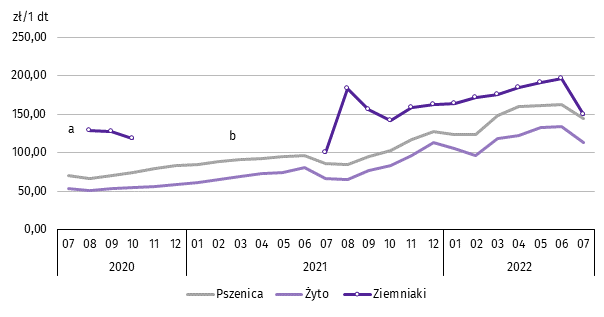 zł/1 dt
250,00
200,00
150,00
100,00
50,00
0,00
a
b
07 08 09 10 11 12 01 02 03 04 05 06 07 08 09 10 11 12 01 02 03 04 05 06 07
2020 2021 2022
Pszenica Żyto Ziemniaki